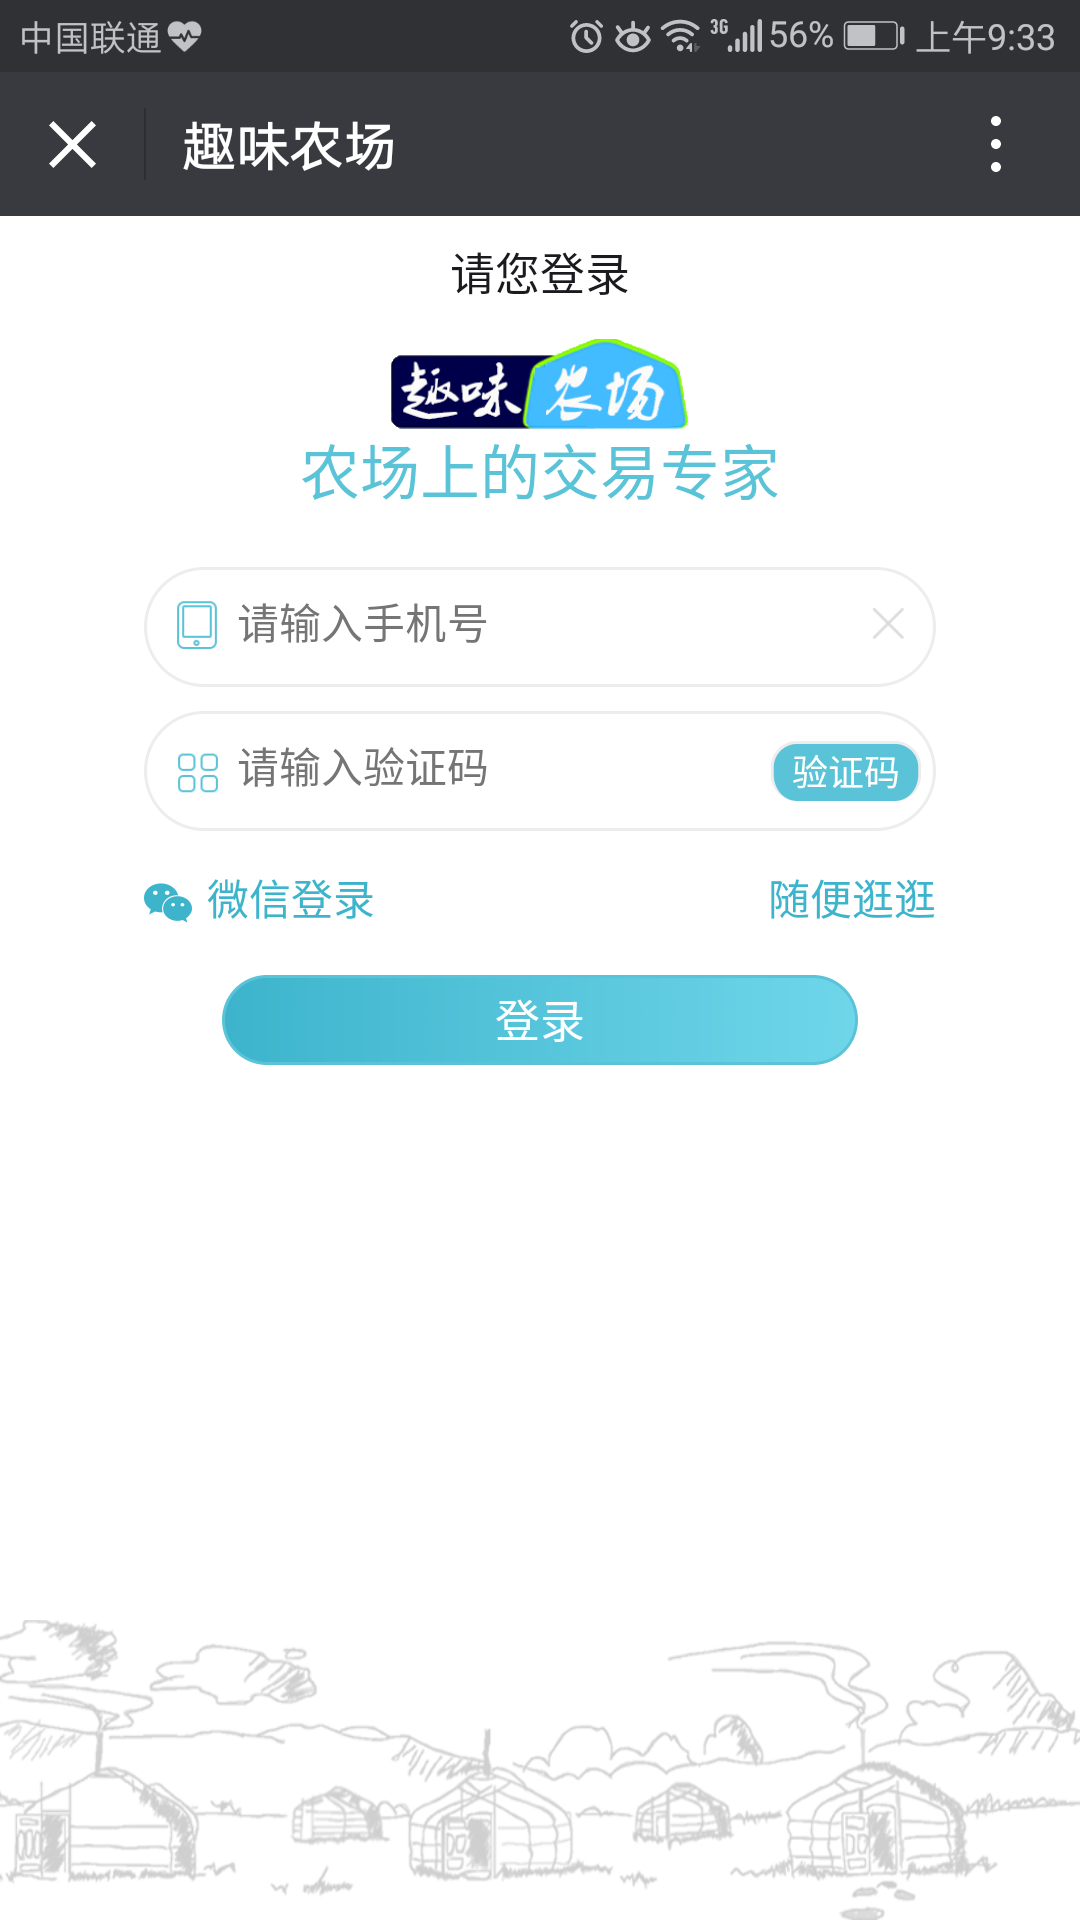 中国联通 3G 56% 上午9:33
趣味农场
请您登录
趣味农场
农场上的交易专家
请输入手机号
请输入验证码 验证码
微信登录 随便逛逛
登录